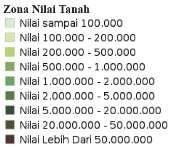 Zona Nilai Tanah
Nilai sampai 100.000
Nilai 100.000 - 200.000
Nilai 200.000 - 500.000
Nilai 500.000 - 1.000.000
Nilai 1.000.000 - 2.000.000
Nilai 2.000.000 - 5.000.000
Nilai 5.000.000 - 20.000.000
Nilai 20.000.000 - 50.000.000
Nilai Lebih Dari 50.000.000